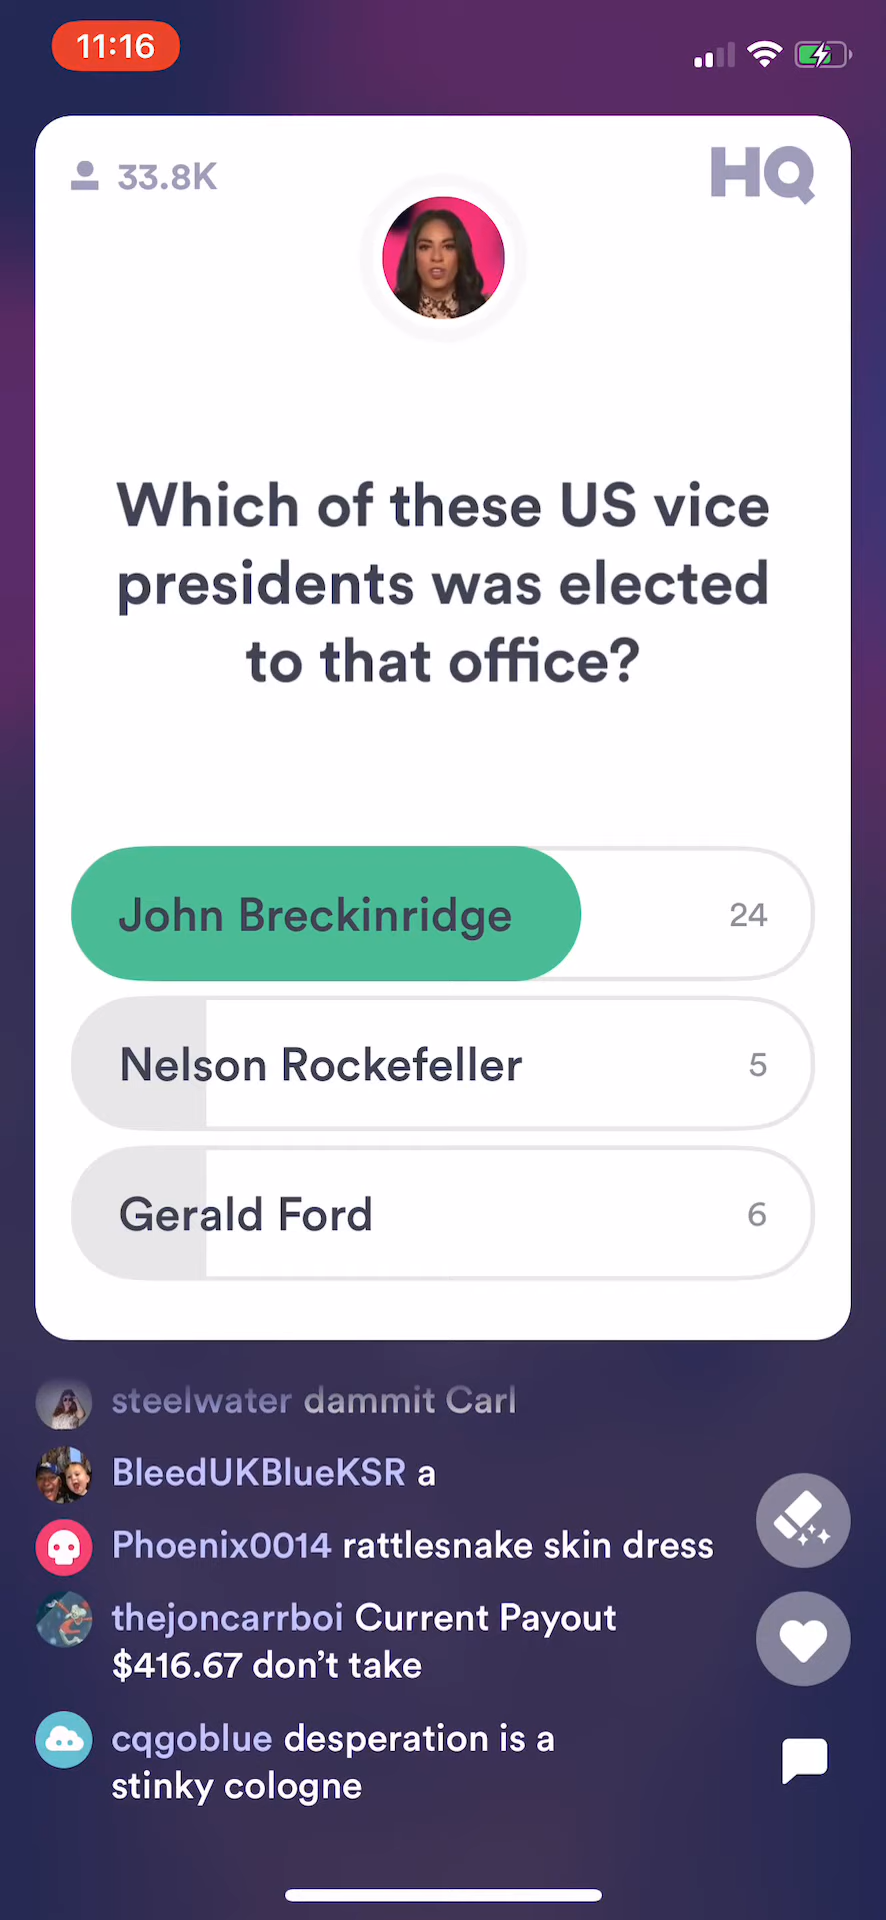 11:16
33.8K
HQ
Which of these US vice
presidents was elected
to that office?
John Breckinridge 24
Nelson Rockefeller 5
Gerald Ford 6
steelwater dammit Carl
BleedUKBlueKSR a
Phoenix0014 rattlesnake skin dress
thejoncarrboi Current Payout
$416.67 don’t take
cqgoblue desperation is a
stinky cologne